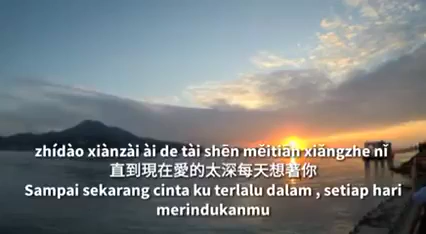 zhídào xiànzài ài de tài shēn měitiān xiǎngzhe nǐ
直到現在愛的太深每天想著你
Sampai sekarang cinta ku terlalu dalam , setiap hari
merindukanmu